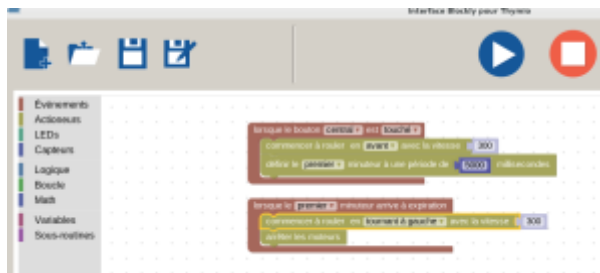 Interface Blockly pour Thymio
Événements
Actionneurs
LEDs
Capteurs
Logique
Boucle
Math
Variables
Sous-routines
lorsque le bouton central est touché
commencer à rouler en avant avec la vitesse 300
définir le premier minuteur à une période de 5000 millisecondes
lorsque le premier minuteur arrive à expiration
commencer à rouler en tournant à gauche avec la vitesse 300
arrêter les moteurs